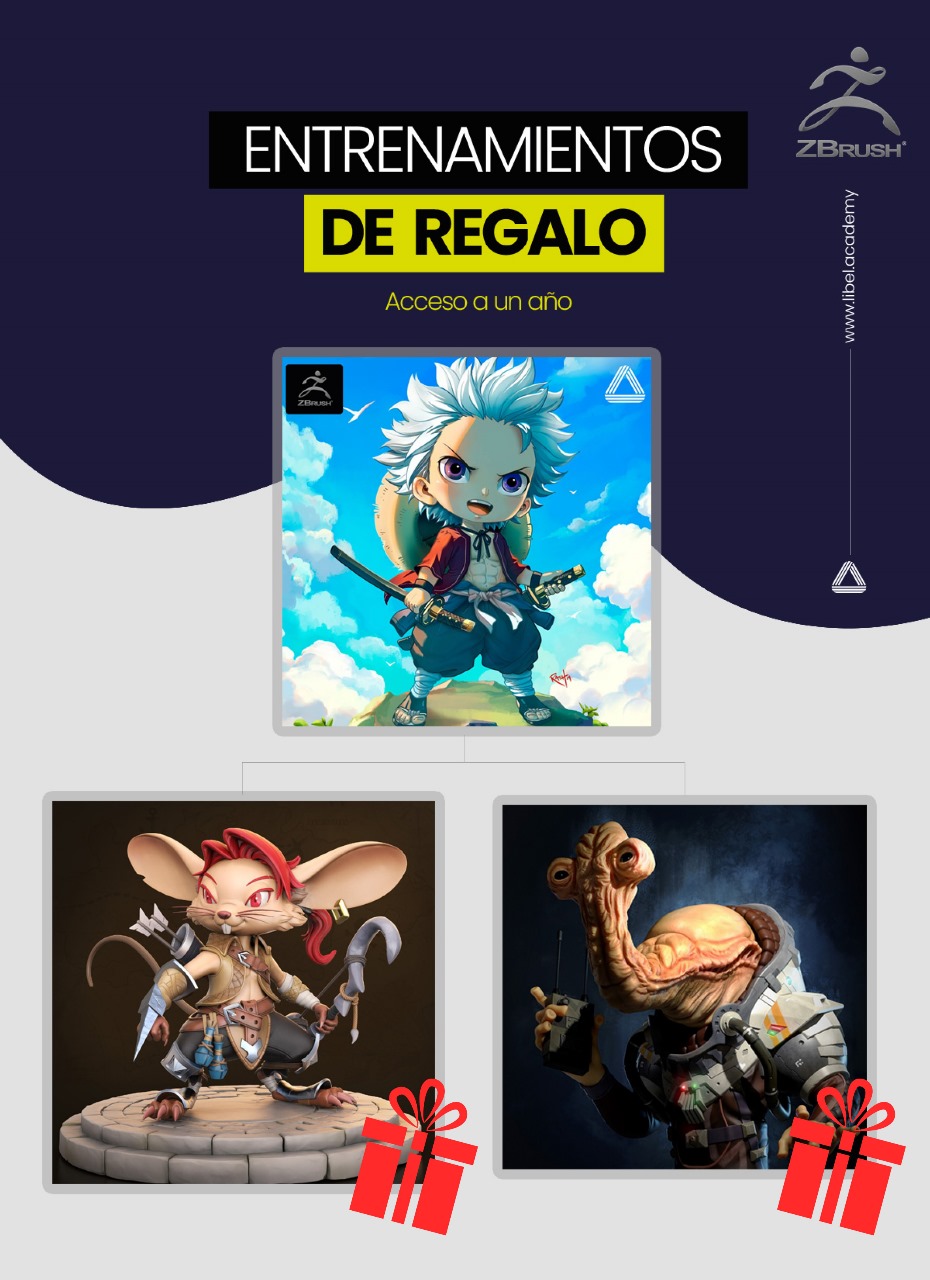 ENTRENAMIENTOS
DE REGALO
Acceso a un año
ZBRUSH®
www.libel.academy
ZBRUSH